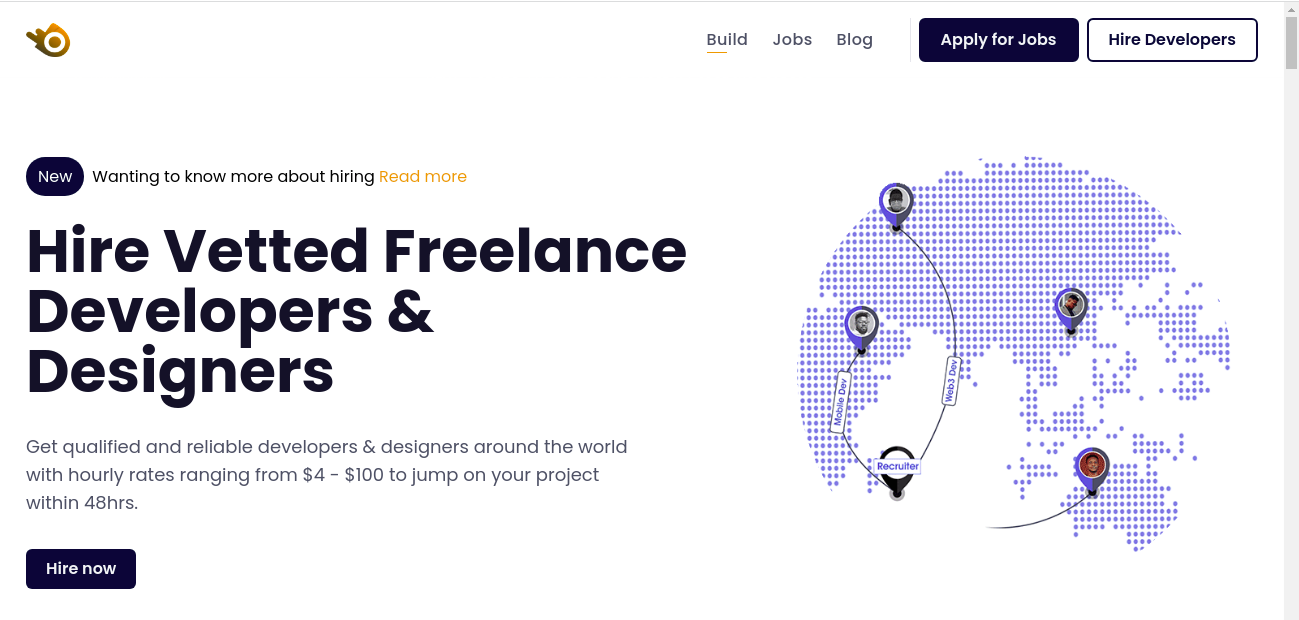 Build Jobs Blog Apply for Jobs Hire Developers
New Wanting to know more about hiring Read more
Hire Vetted Freelance
Developers &
Designers
Get qualified and reliable developers & designers around the world
with hourly rates ranging from $4 - $100 to jump on your project
within 48hrs.
Hire now
Web3 Dev
Mobile Dev
Recruiter